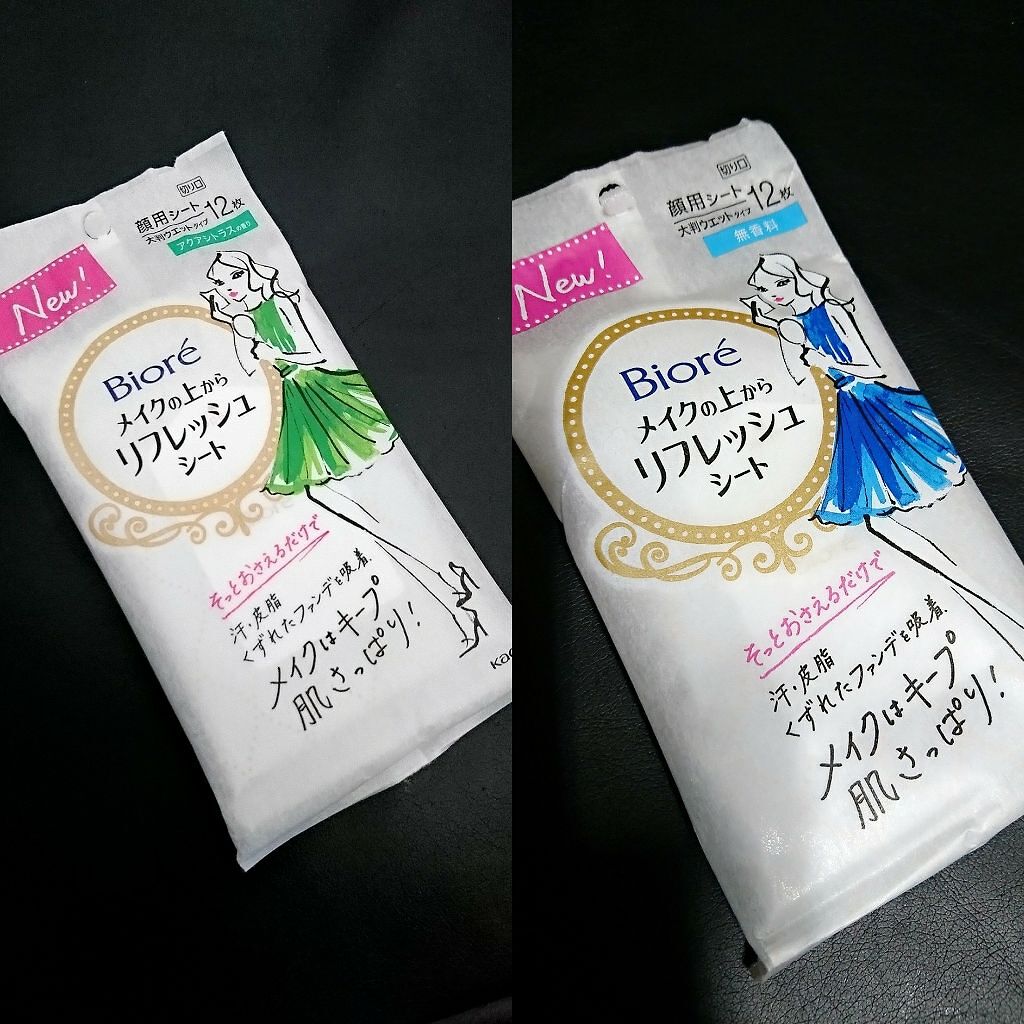 切り口
顔用シート 12枚
大判ウエットタイプ
アクアシトラスの香り
New!
Bioré
メイクの上から
リフレッシュ
シート
そっとおさえるだけで
汗・皮脂
くずれたファンデを吸着。
メイクはキープ
肌さっぱり!
kao
切り口
顔用シート 12枚
大判ウエットタイプ
無香料
New!
Bioré
メイクの上から
リフレッシュ
シート
そっとおさえるだけで
汗・皮脂
くずれたファンデを吸着。
メイクはキープ
肌さっぱり!